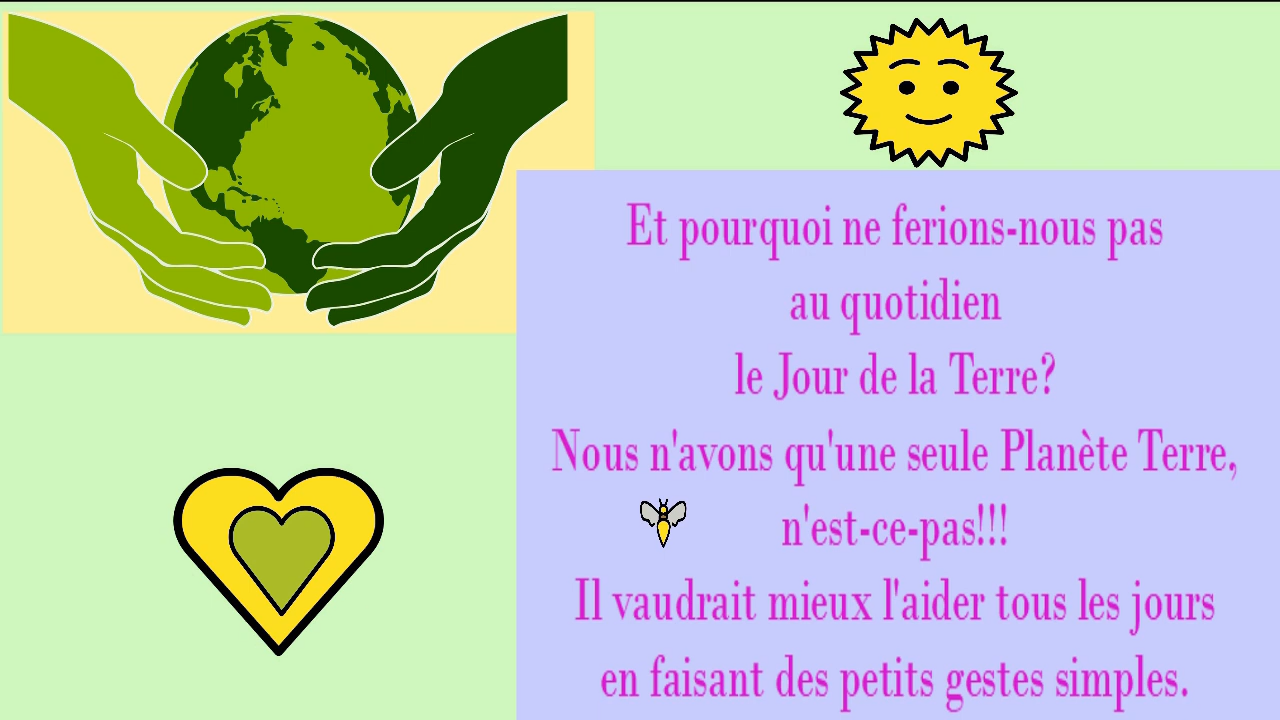 Et pourquoi ne ferions-nous pas
au quotidien
le Jour de la Terre?
Nous n'avons qu'une seule Planète Terre,
n'est-ce-pas!!!
Il vaudrait mieux l'aider tous les jours
en faisant des petits gestes simples.